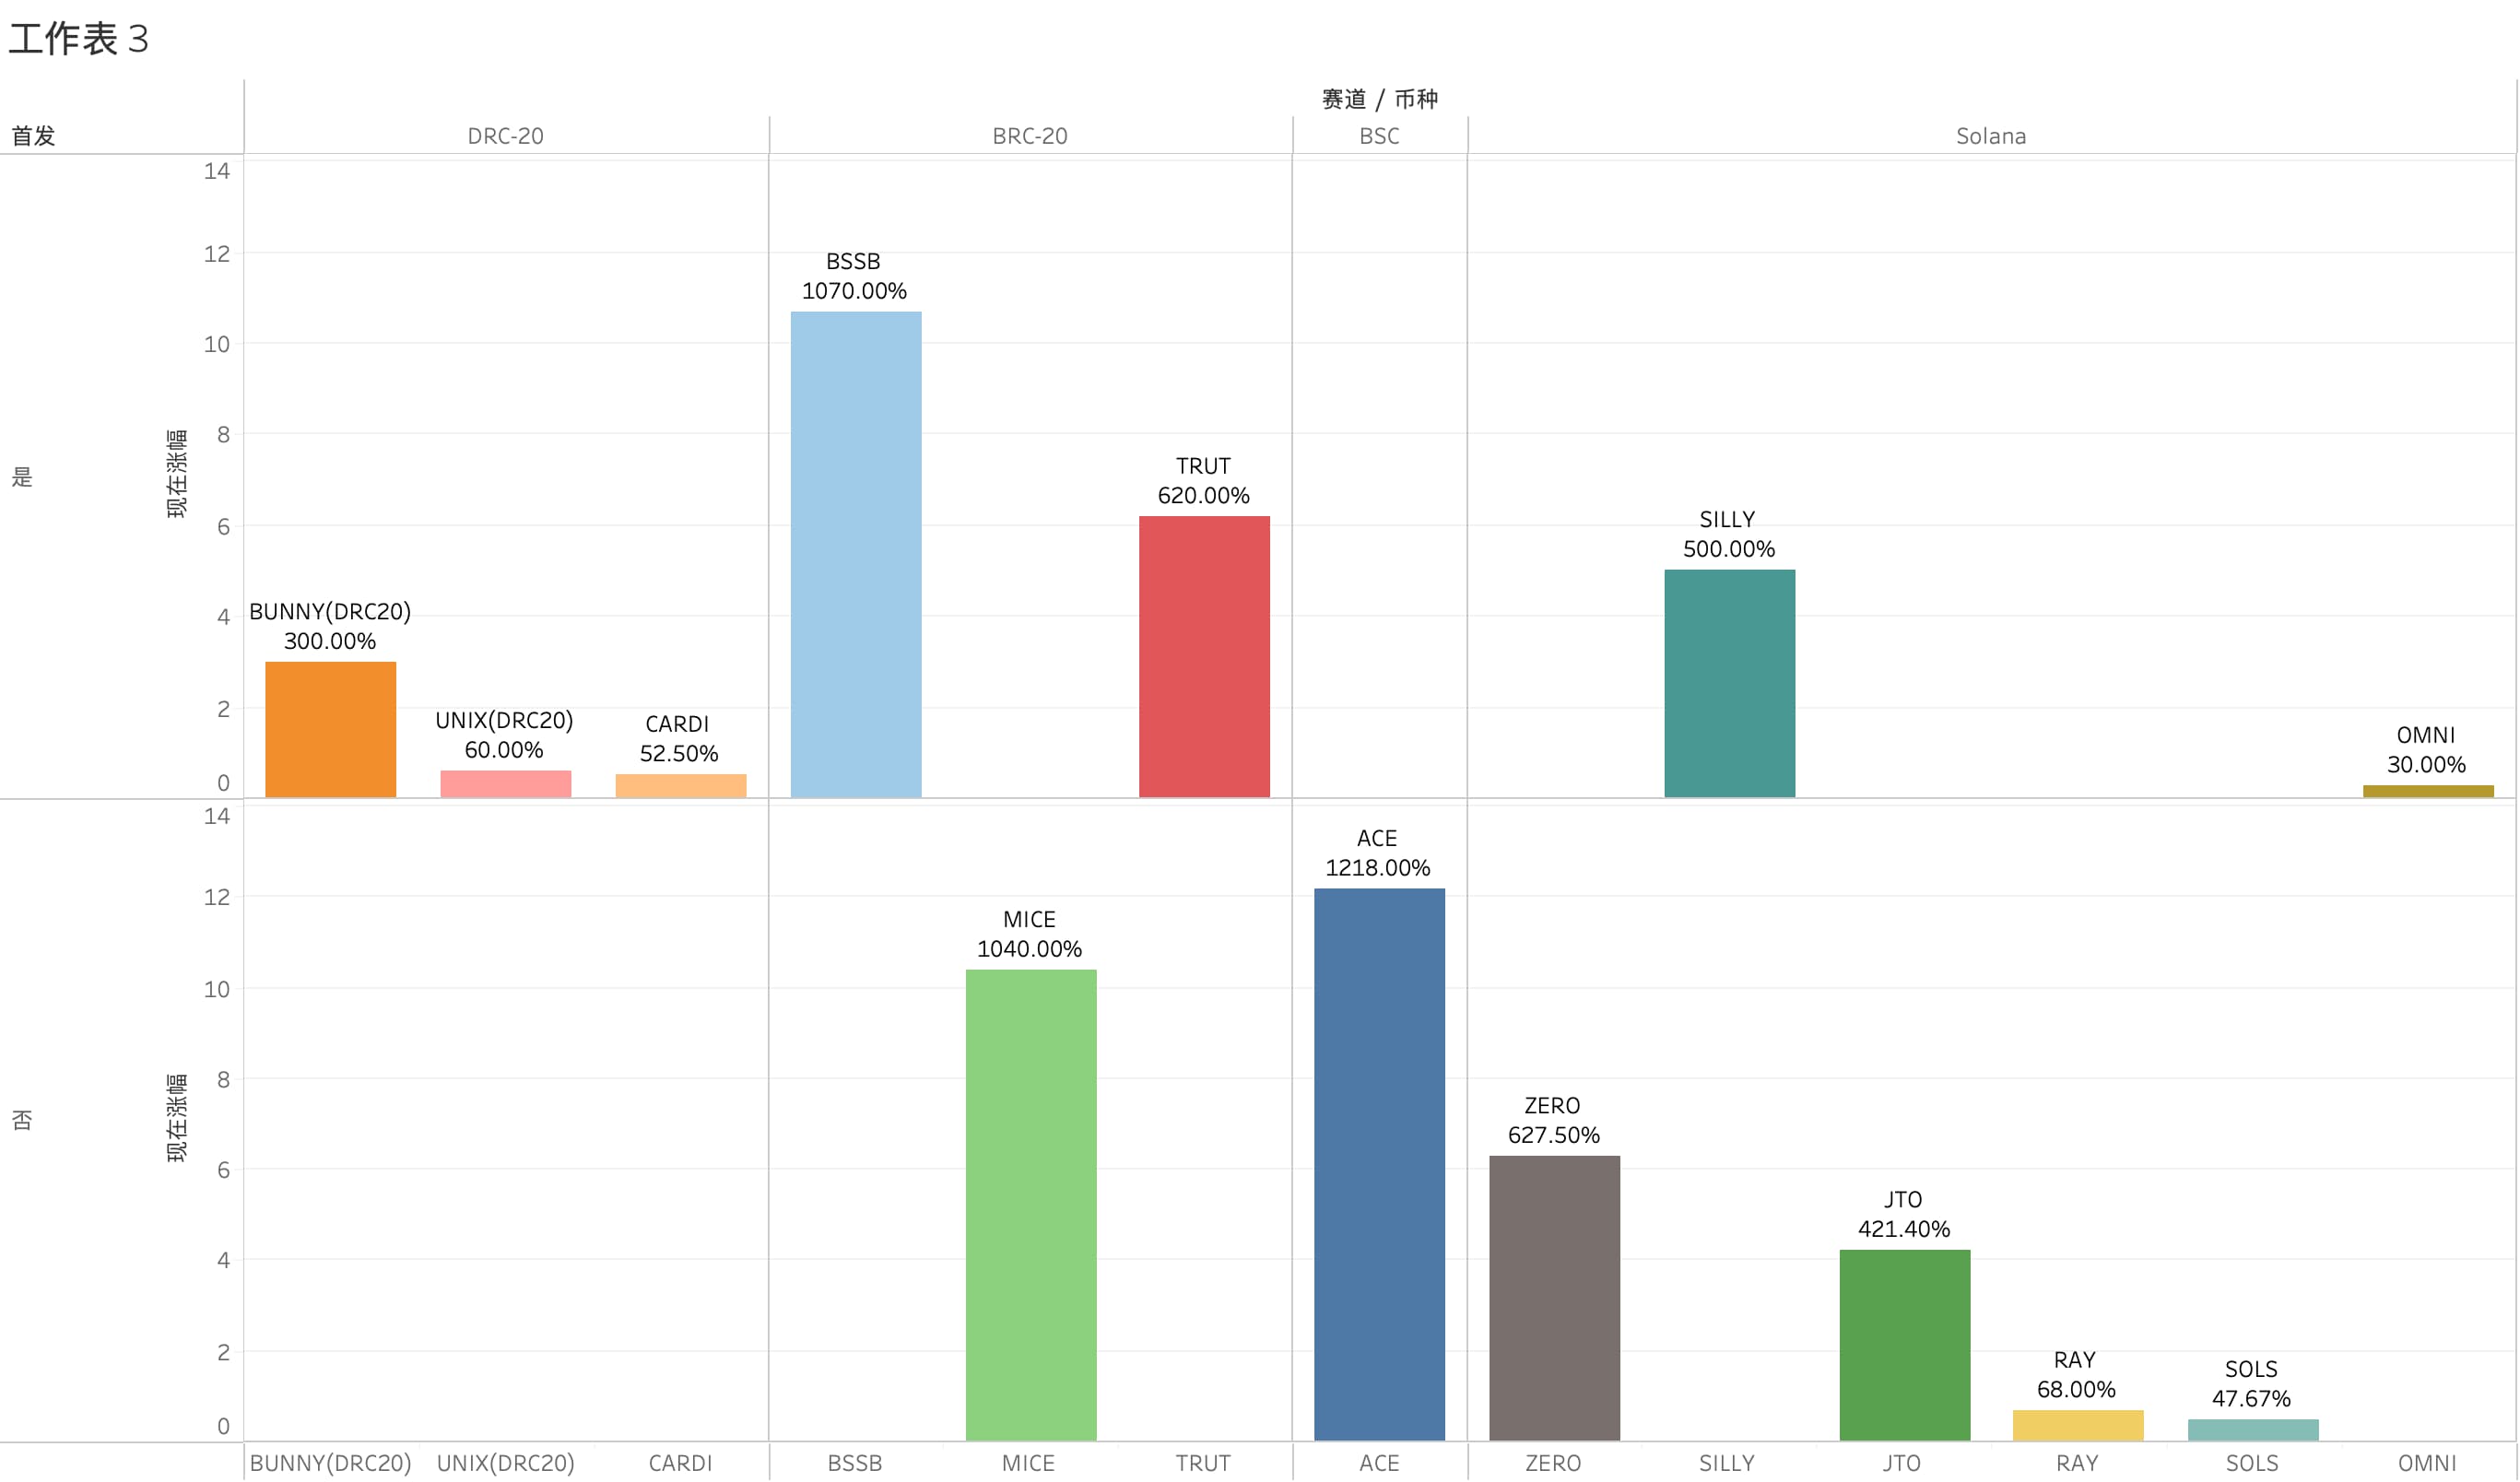 工作表 3
赛道 / 币种
首发
DRC-20
BRC-20
BSC
Solana
是
现在涨幅
14
12
10
8
6
4
2
0
BUNNY(DRC20)
300.00%
UNIX(DRC20)
60.00%
CARDI
52.50%
BSSB
1070.00%
TRUT
620.00%
SILLY
500.00%
OMNI
30.00%
否
现在涨幅
14
12
10
8
6
4
2
0
MICE
1040.00%
ACE
1218.00%
ZERO
627.50%
JTO
421.40%
RAY
68.00%
SOLS
47.67%
BUNNY(DRC20)
UNIX(DRC20)
CARDI
BSSB
MICE
TRUT
ACE
ZERO
SILLY
JTO
RAY
SOLS
OMNI